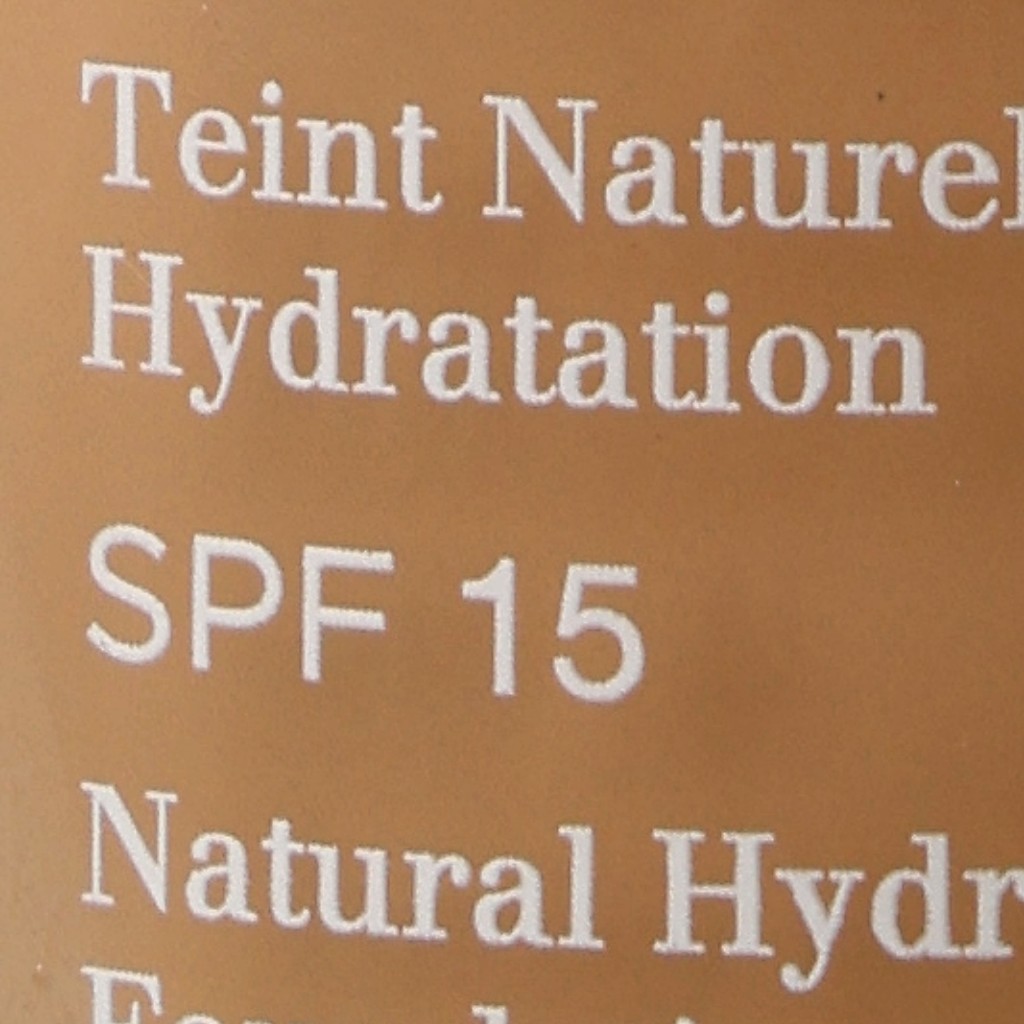 Teint Naturel
Hydratation
SPF 15
Natural Hydr